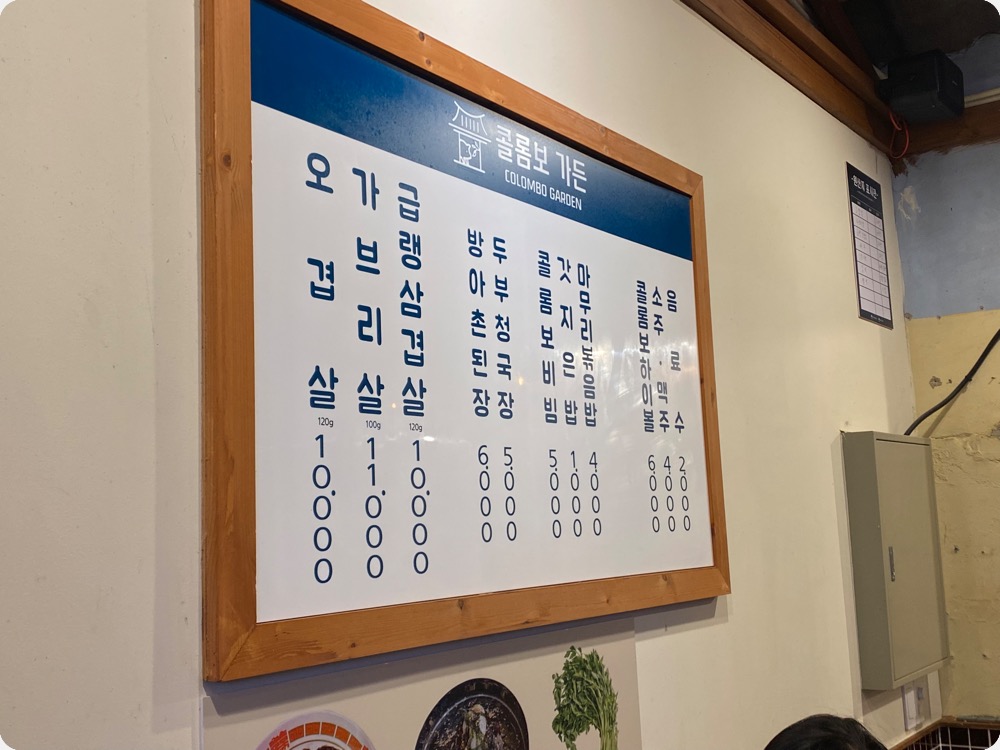 콜롬보 가든
COLOMBO GARDEN
오겹살
120g
10.000
가브리살
100g
11.000
급랭삼겹살
120g
10.000
방아촌된장
6.000
두부청국장
5.000
콜롬보비빔
5.000
갓지은밥
1.000
마무리볶음밥
4.000
콜롬보하이볼
6.000
소주·맥주
4.000
음료수
2.000